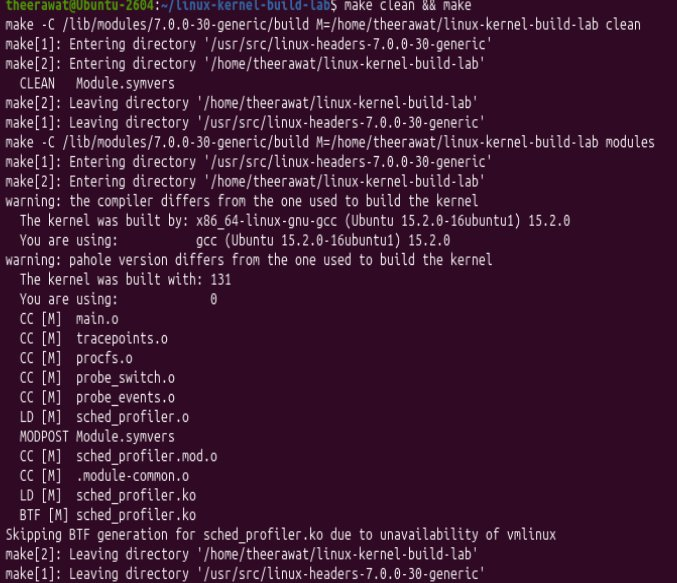 theerawat@Ubuntu-2604:~/linux-kernel-build-lab$ make clean && make
make -C /lib/modules/7.0.0-30-generic/build M=/home/theerawat/linux-kernel-build-lab clean
make[1]: Entering directory '/usr/src/linux-headers-7.0.0-30-generic'
make[2]: Entering directory '/home/theerawat/linux-kernel-build-lab'
  CLEAN   Module.symvers
make[2]: Leaving directory '/home/theerawat/linux-kernel-build-lab'
make[1]: Leaving directory '/usr/src/linux-headers-7.0.0-30-generic'
make -C /lib/modules/7.0.0-30-generic/build M=/home/theerawat/linux-kernel-build-lab modules
make[1]: Entering directory '/usr/src/linux-headers-7.0.0-30-generic'
make[2]: Entering directory '/home/theerawat/linux-kernel-build-lab'
warning: the compiler differs from the one used to build the kernel
  The kernel was built by: x86_64-linux-gnu-gcc (Ubuntu 15.2.0-16ubuntu1) 15.2.0
  You are using:           gcc (Ubuntu 15.2.0-16ubuntu1) 15.2.0
warning: pahole version differs from the one used to build the kernel
  The kernel was built with: 131
  You are using:             0
  CC [M]  main.o
  CC [M]  tracepoints.o
  CC [M]  procfs.o
  CC [M]  probe_switch.o
  CC [M]  probe_events.o
  LD [M]  sched_profiler.o
  MODPOST Module.symvers
  CC [M]  sched_profiler.mod.o
  CC [M]  .module-common.o
  LD [M]  sched_profiler.ko
  BTF [M] sched_profiler.ko
Skipping BTF generation for sched_profiler.ko due to unavailability of vmlinux
make[2]: Leaving directory '/home/theerawat/linux-kernel-build-lab'
make[1]: Leaving directory '/usr/src/linux-headers-7.0.0-30-generic'